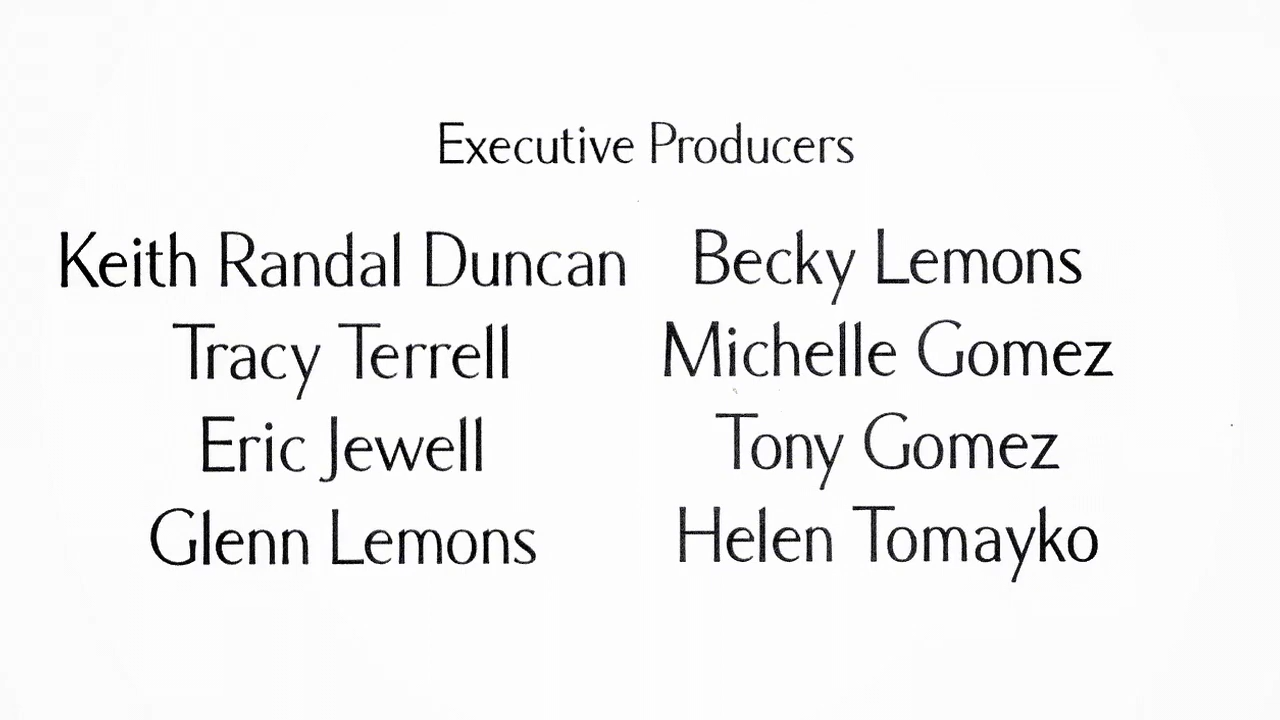 Executive Producers
Keith Randal Duncan
Tracy Terrell
Eric Jewell
Glenn Lemons
Becky Lemons
Michelle Gomez
Tony Gomez
Helen Tomayko